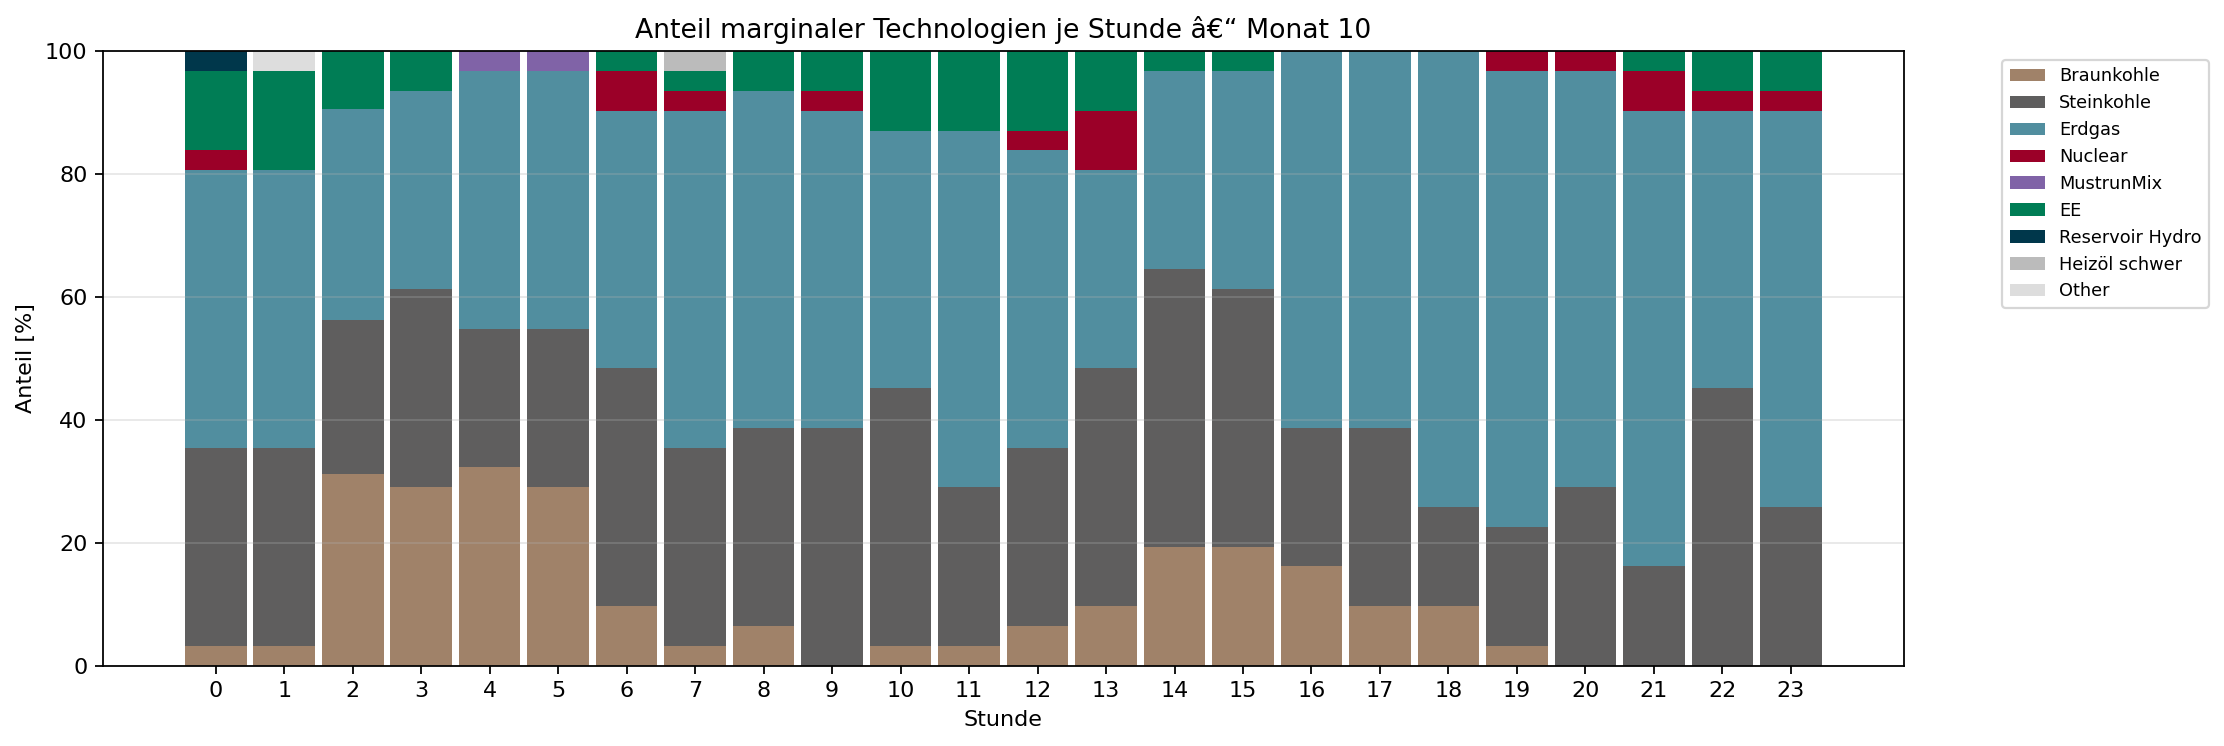 Anteil marginaler Technologien je Stunde â€“ Monat 10
Anteil [%]
100
80
60
40
20
0
0 1 2 3 4 5 6 7 8 9 10 11 12 13 14 15 16 17 18 19 20 21 22 23
Stunde
Braunkohle
Steinkohle
Erdgas
Nuclear
MustrunMix
EE
Reservoir Hydro
Heizöl schwer
Other